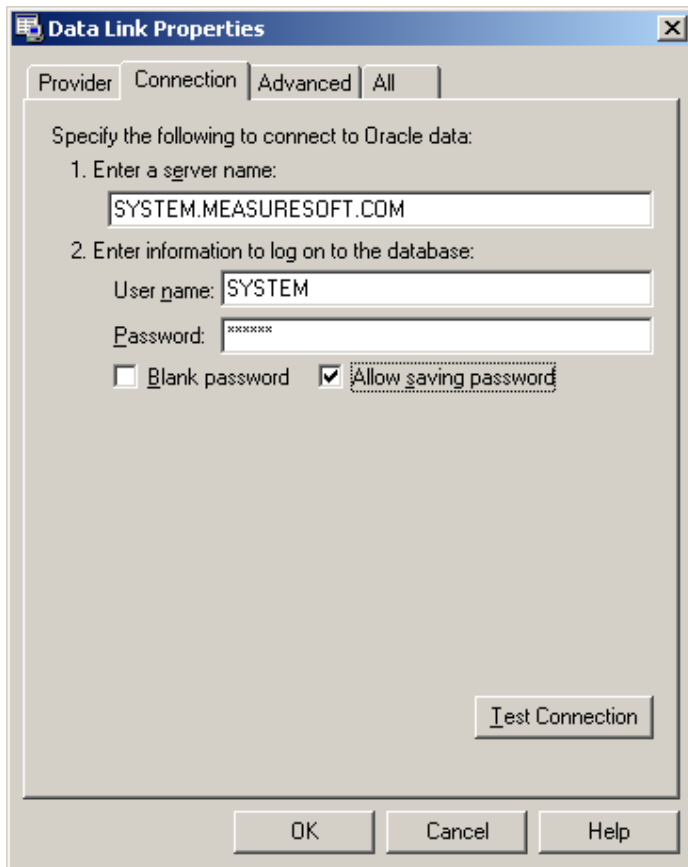 Data Link Properties
Provider Connection Advanced All
Specify the following to connect to Oracle data:
1. Enter a server name:
SYSTEM.MEASURESOFT.COM
2. Enter information to log on to the database:
User name: SYSTEM
Password: ******
Blank password Allow saving password
Test Connection
OK Cancel Help